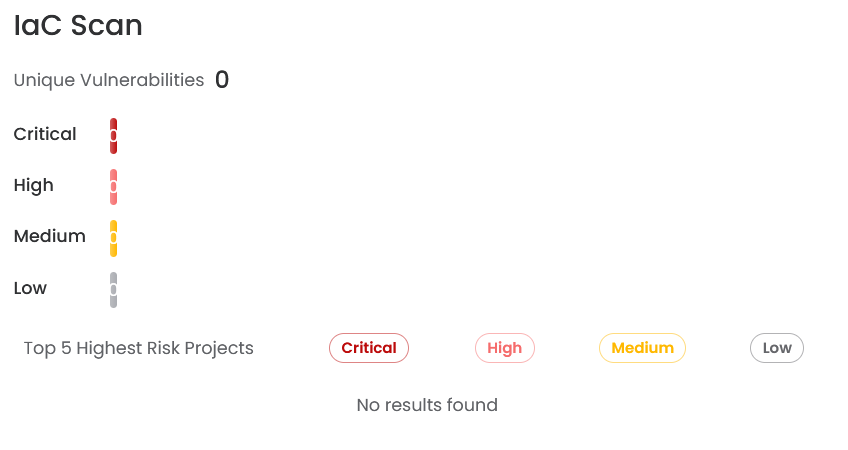 IaC Scan
Unique Vulnerabilities 0
Critical 0
High 0
Medium 0
Low 0
Top 5 Highest Risk Projects Critical High Medium Low
No results found